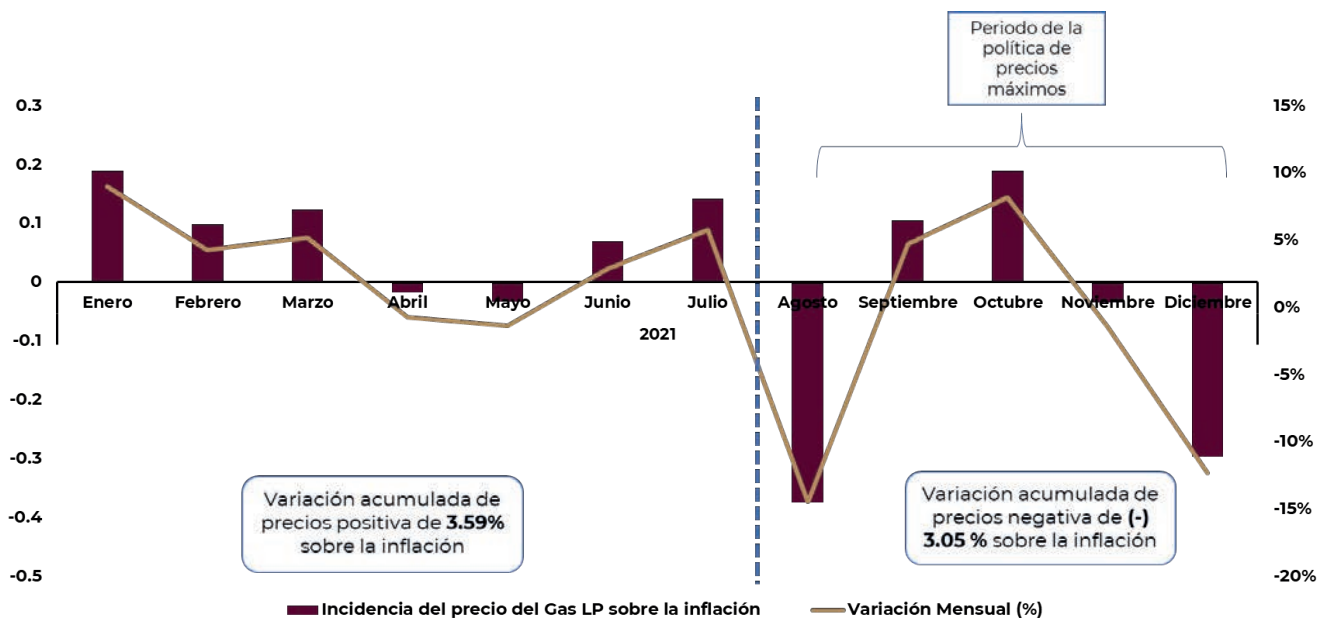 Periodo de la
política de
precios
máximos
0.3
0.2
0.1
0
-0.1
-0.2
-0.3
-0.4
-0.5
15%
10%
5%
0%
-5%
-10%
-15%
-20%
Enero Febrero Marzo Abril Mayo Junio Julio Agosto Septiembre Octubre Noviembre Diciembre
2021
Variación acumulada de
precios positiva de 3.59%
sobre la inflación
Variación acumulada de
precios negativa de (-)
3.05 % sobre la inflación
Incidencia del precio del Gas LP sobre la inflación
Variación Mensual (%)